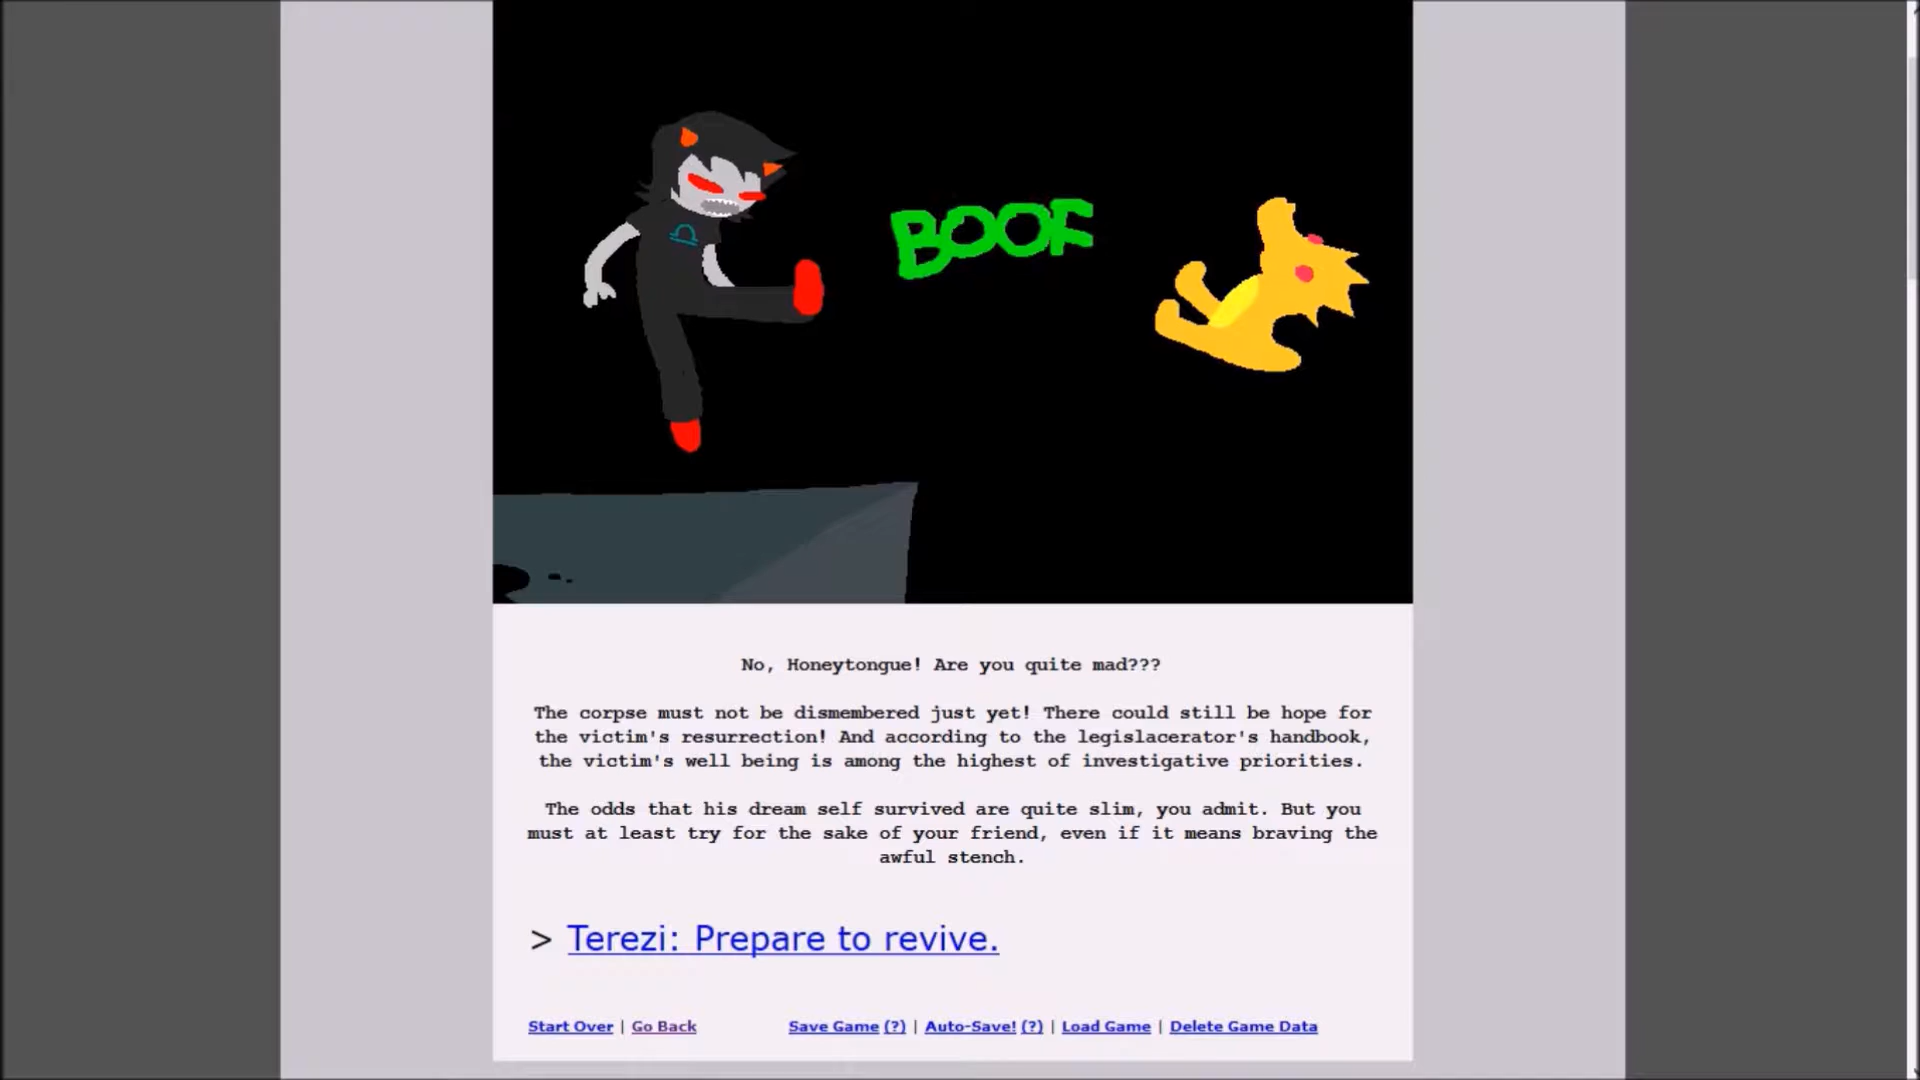 BOOF
No, Honeytongue! Are you quite mad???
The corpse must not be dismembered just yet! There could still be hope for
the victim's resurrection! And according to the legislacerator's handbook,
the victim's well being is among the highest of investigative priorities.
The odds that his dream self survived are quite slim, you admit. But you
must at least try for the sake of your friend, even if it means braving the
awful stench.
> Terezi: Prepare to revive.
Start Over | Go Back Save Game (?) | Auto-Save! (?) | Load Game | Delete Game Data